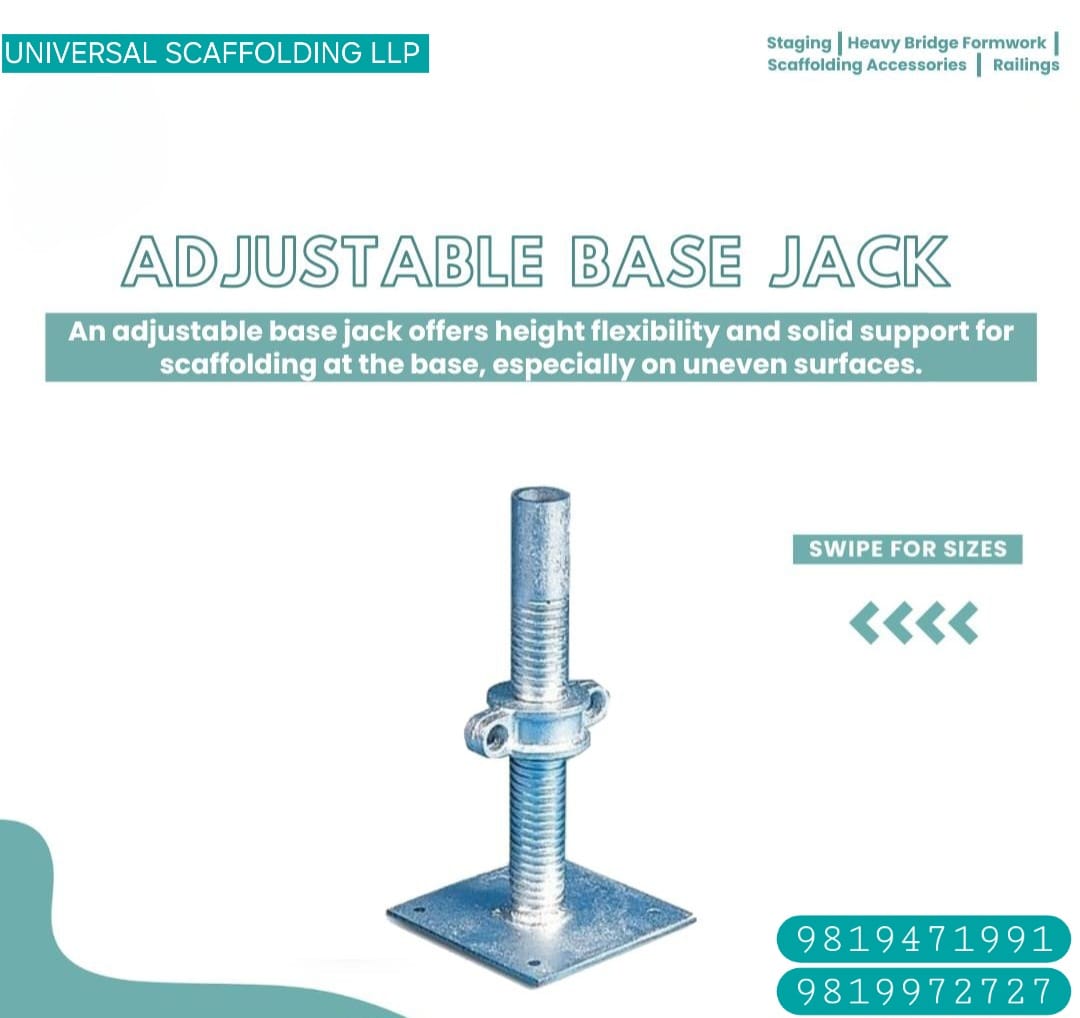 UNIVERSAL SCAFFOLDING LLP
Staging | Heavy Bridge Formwork |
Scaffolding Accessories | Railings
ADJUSTABLE BASE JACK
An adjustable base jack offers height flexibility and solid support for
scaffolding at the base, especially on uneven surfaces.
SWIPE FOR SIZES
9819471991
9819972727